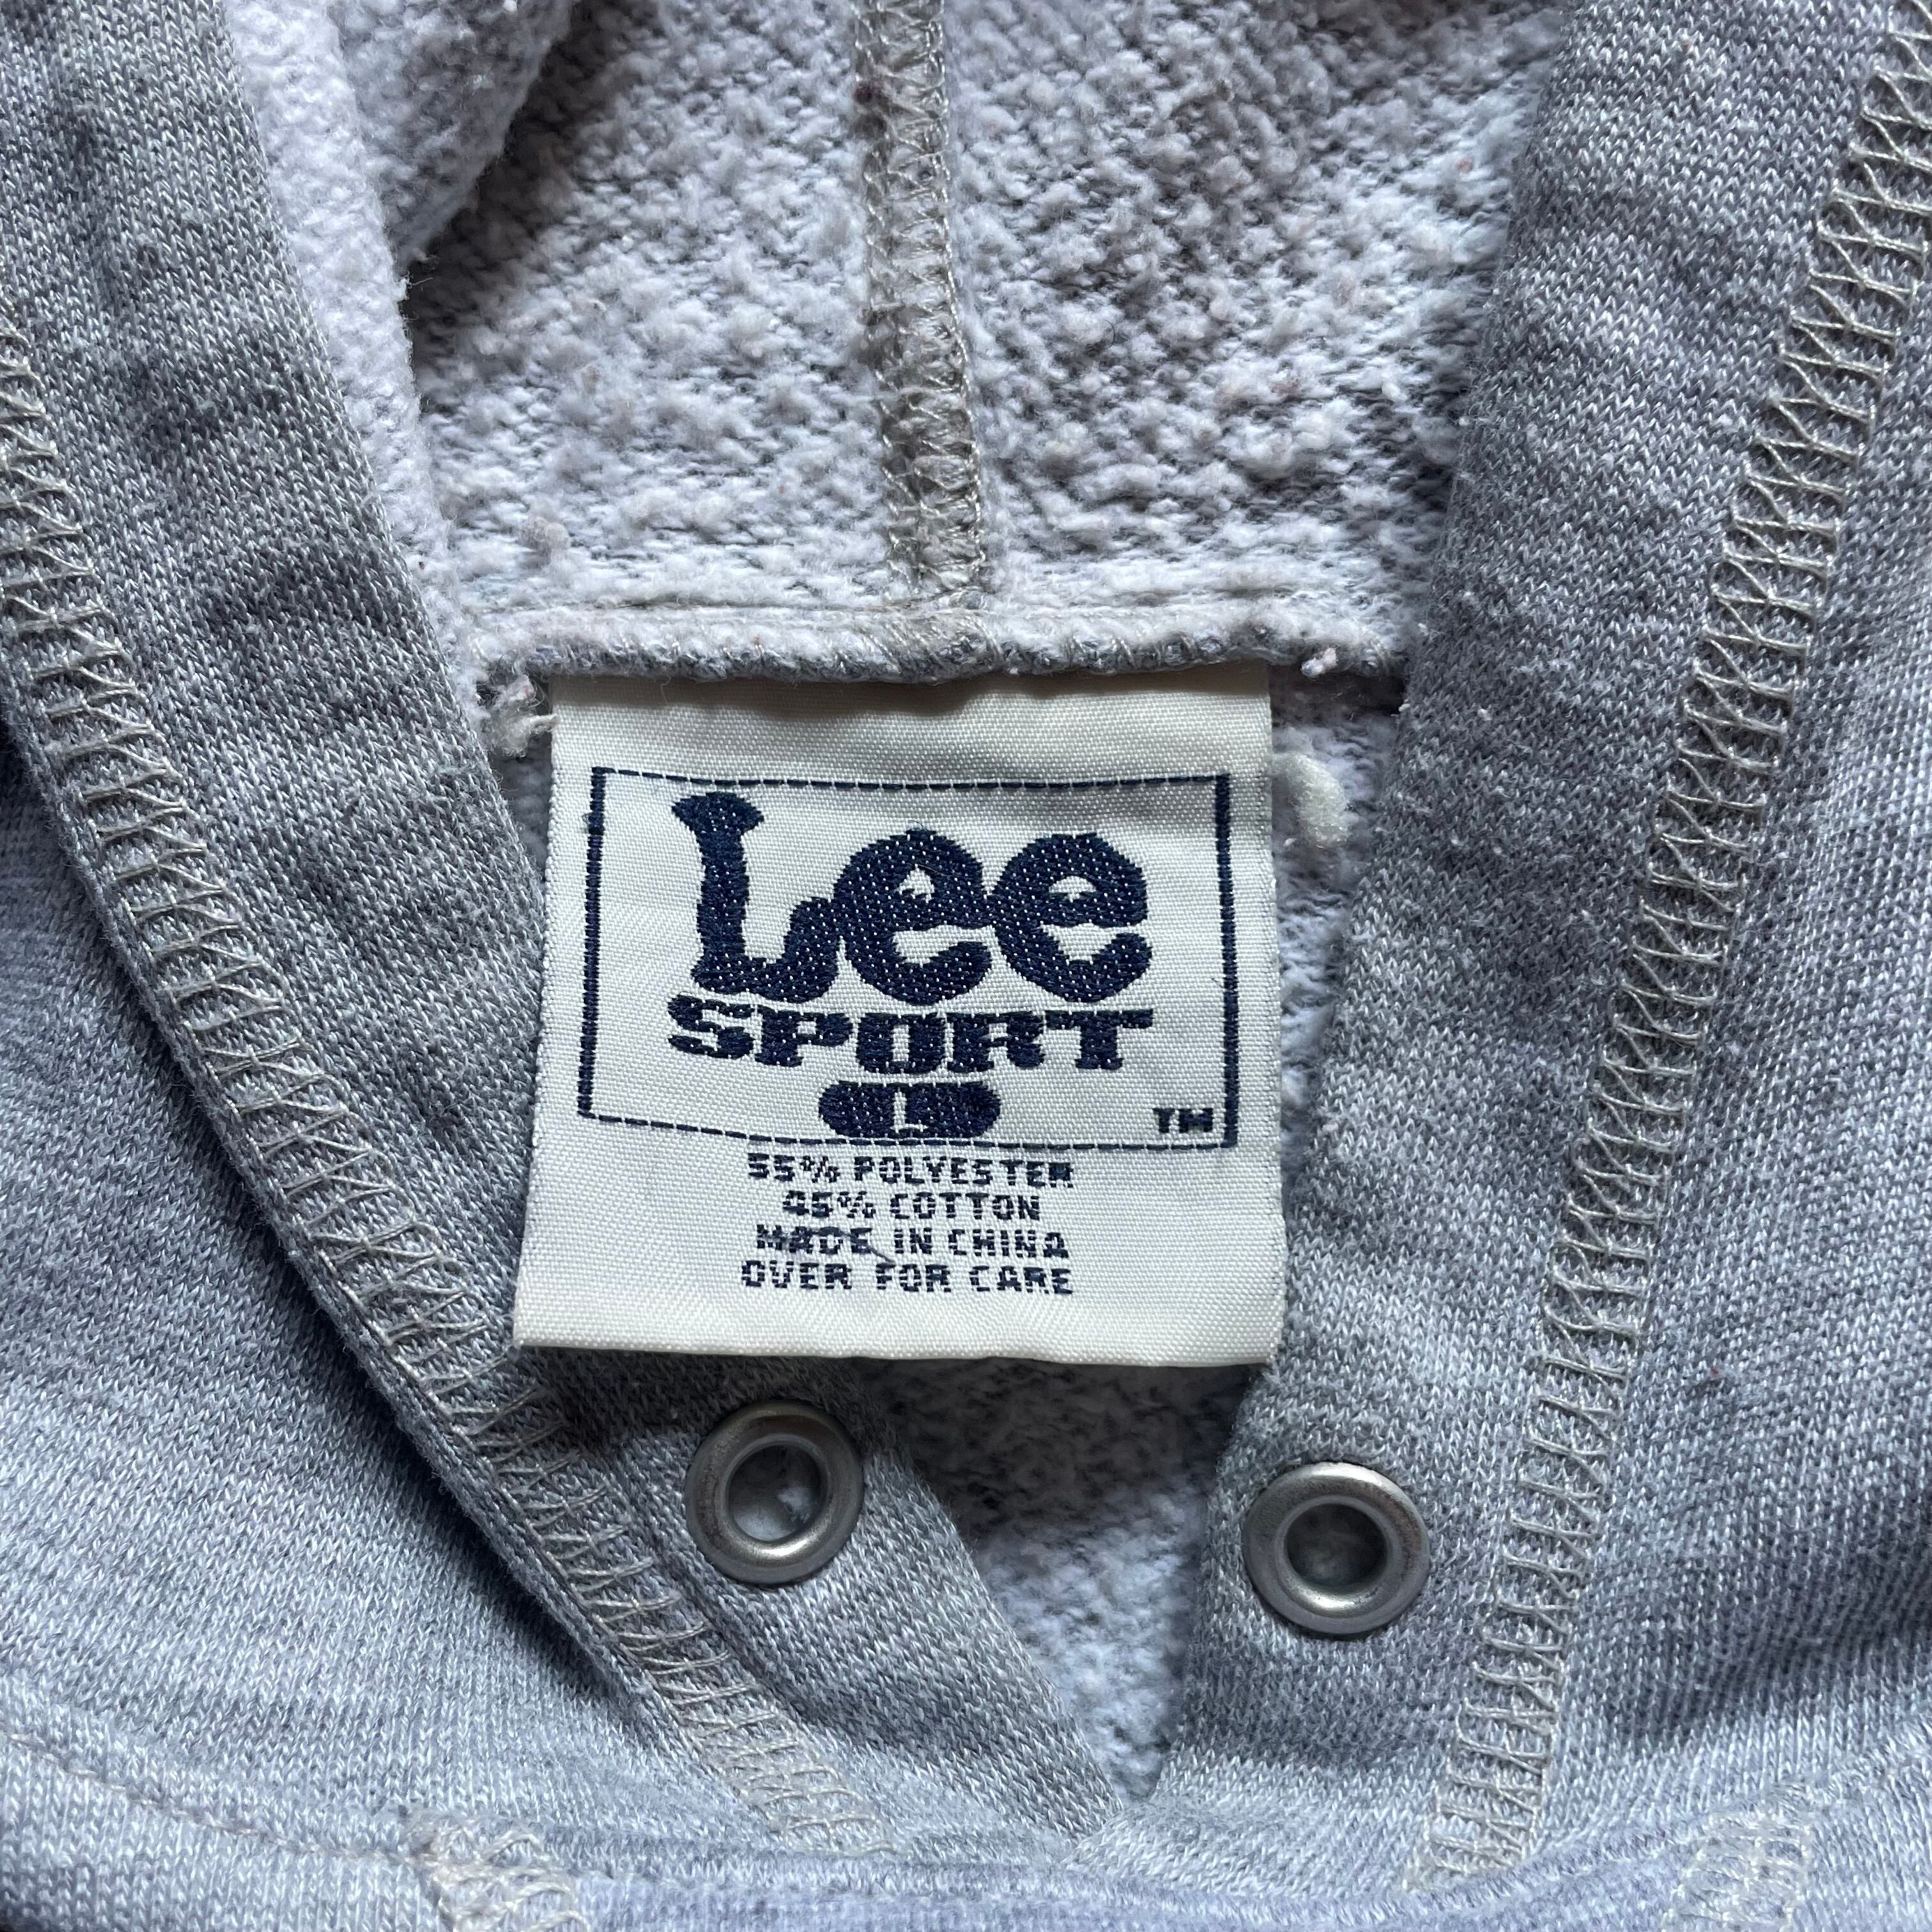 Lee
SPORT
L
TM
55% POLYESTER
45% COTTON
MADE IN CHINA
OVER FOR CARE